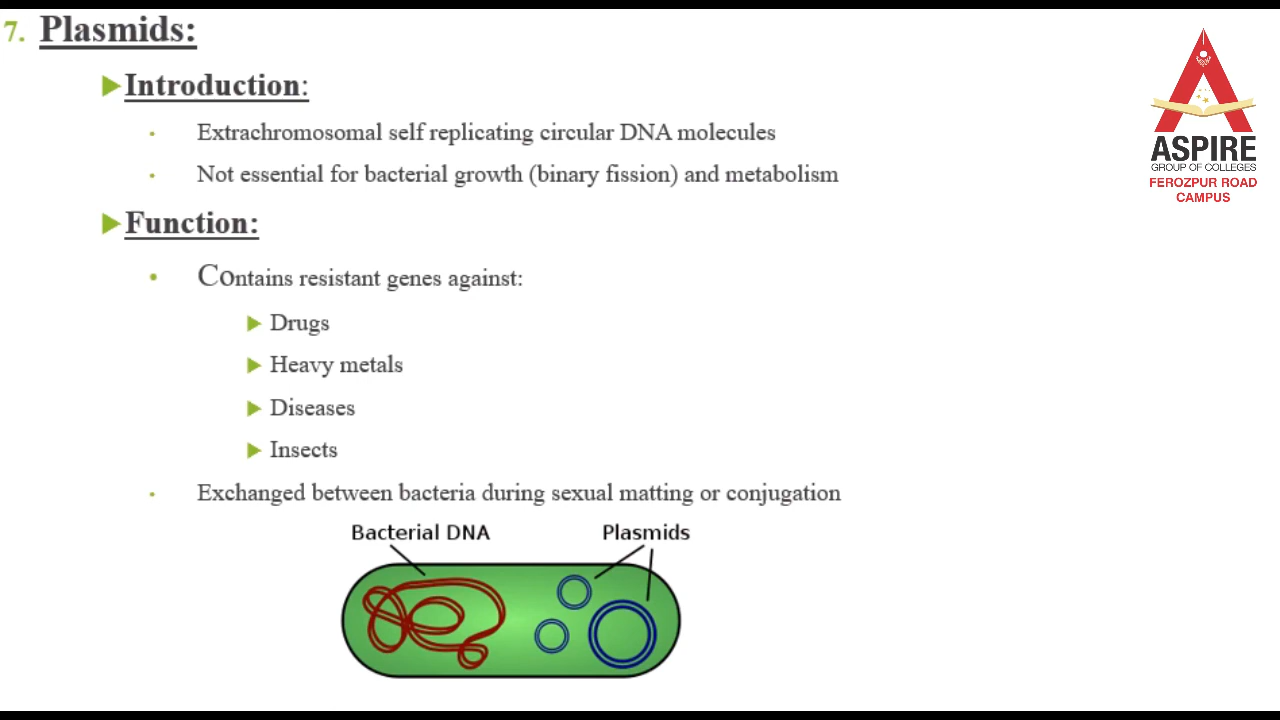 7. Plasmids:
Introduction:
Extrachromosomal self replicating circular DNA molecules
Not essential for bacterial growth (binary fission) and metabolism
Function:
Contains resistant genes against:
Drugs
Heavy metals
Diseases
Insects
Exchanged between bacteria during sexual matting or conjugation
Bacterial DNA
Plasmids
ASPIRE
GROUP OF COLLEGES
FEROZPUR ROAD
CAMPUS